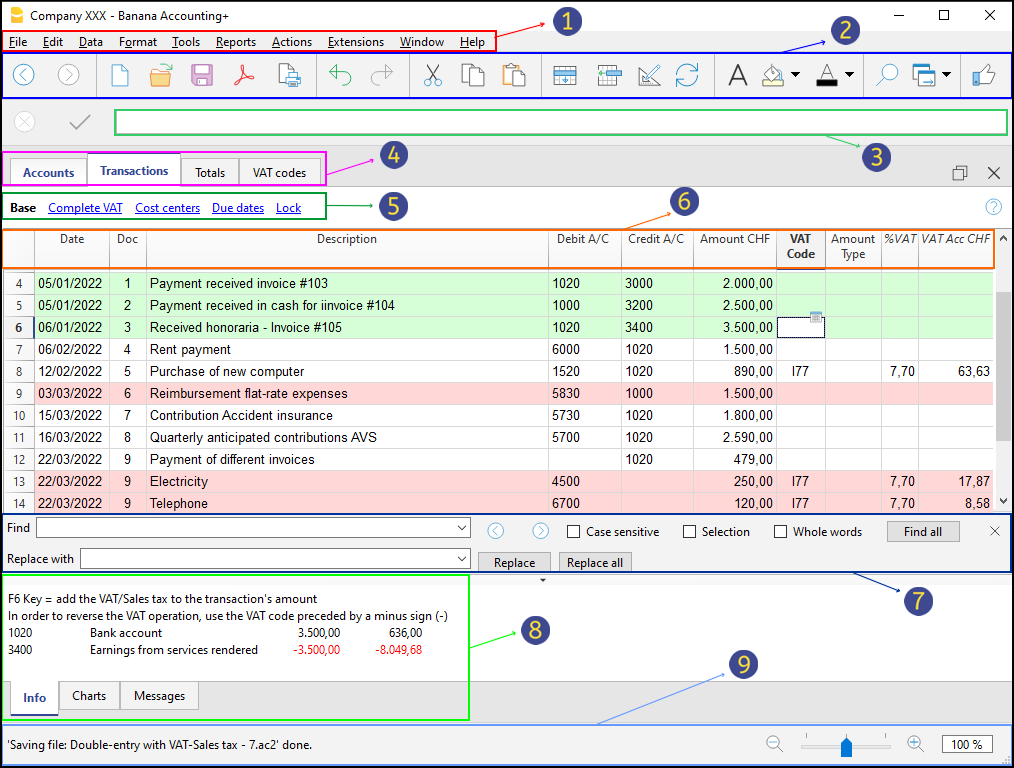 Company XXX - Banana Accounting+
File Edit Data Format Tools Reports Actions Extensions Window Help
1
2
3
4
Accounts Transactions Totals VAT codes
Base Complete VAT Cost centers Due dates Lock
5
6
Date Doc Description Debit A/C Credit A/C Amount CHF VAT Code Amount Type %VAT VAT Acc CHF
4 05/01/2022 1 Payment received invoice #103 1020 3000 2.000,00
5 05/01/2022 2 Payment received in cash for iinvoice #104 1000 3200 2.500,00
6 06/01/2022 3 Received honoraria - Invoice #105 1020 3400 3.500,00
7 06/02/2022 4 Rent payment 6000 1020 1.500,00
8 12/02/2022 5 Purchase of new computer 1520 1020 890,00 I77 7,70 63,63
9 03/03/2022 6 Reimbursement flat-rate expenses 5830 1000 1.500,00
10 15/03/2022 7 Contribution Accident insurance 5730 1020 1.800,00
11 16/03/2022 8 Quarterly anticipated contributions AVS 5700 1020 2.590,00
12 22/03/2022 9 Payment of different invoices 1020 479,00
13 22/03/2022 9 Electricity 4500 250,00 I77 7,70 17,87
14 22/03/2022 9 Telephone 6700 120,00 I77 7,70 8,58
Find Case sensitive Selection Whole words Find all
Replace with Replace Replace all
7
F6 Key = add the VAT/Sales tax to the transaction's amount
In order to reverse the VAT operation, use the VAT code preceded by a minus sign (-)
1020 Bank account 3.500,00 636,00
3400 Earnings from services rendered -3.500,00 -8.049,68
8
9
Info Charts Messages
'Saving file: Double-entry with VAT-Sales tax - 7.ac2' done. 100 %